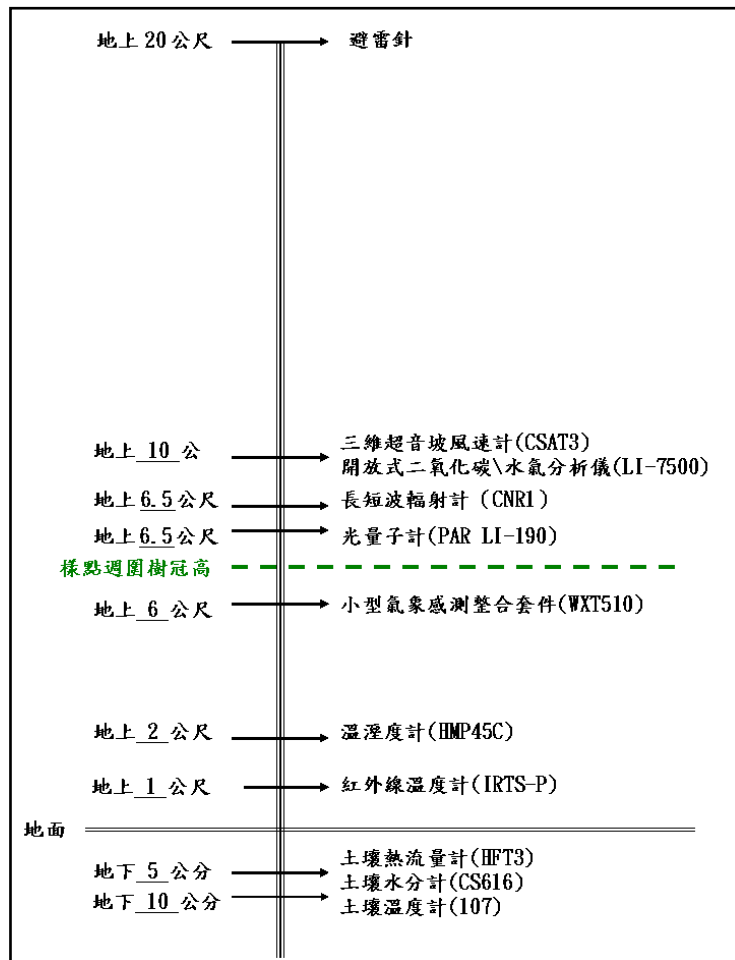 地上 20 公尺 避雷針
地上 10 公 三維超音坡風速計(CSAT3)
開放式二氧化碳\水氣分析儀(LI-7500)
地上 6.5 公尺 長短波輻射計 (CNR1)
地上 6.5 公尺 光量子計(PAR LI-190)
樣點週圍樹冠高
地上 6 公尺 小型氣象感測整合套件(WXT510)
地上 2 公尺 溫溼度計(HMP45C)
地上 1 公尺 紅外線溫度計(IRTS-P)
地面
地下 5 公分 土壤熱流量計(HFT3)
土壤水分計(CS616)
地下 10 公分 土壤溫度計(107)